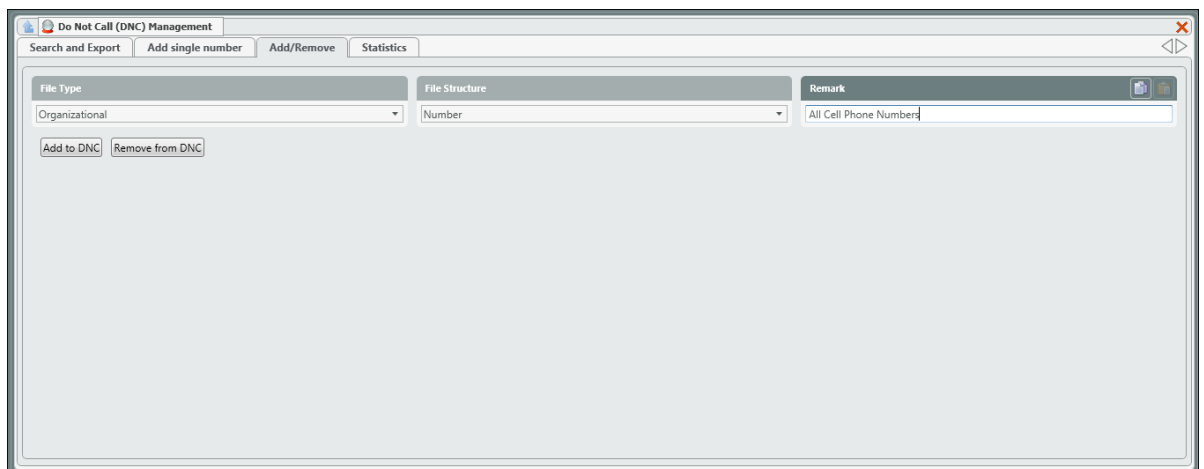 Do Not Call (DNC) Management
Search and Export Add single number Add/Remove Statistics
File Type File Structure Remark
Organizational Number All Cell Phone Numbers
Add to DNC Remove from DNC